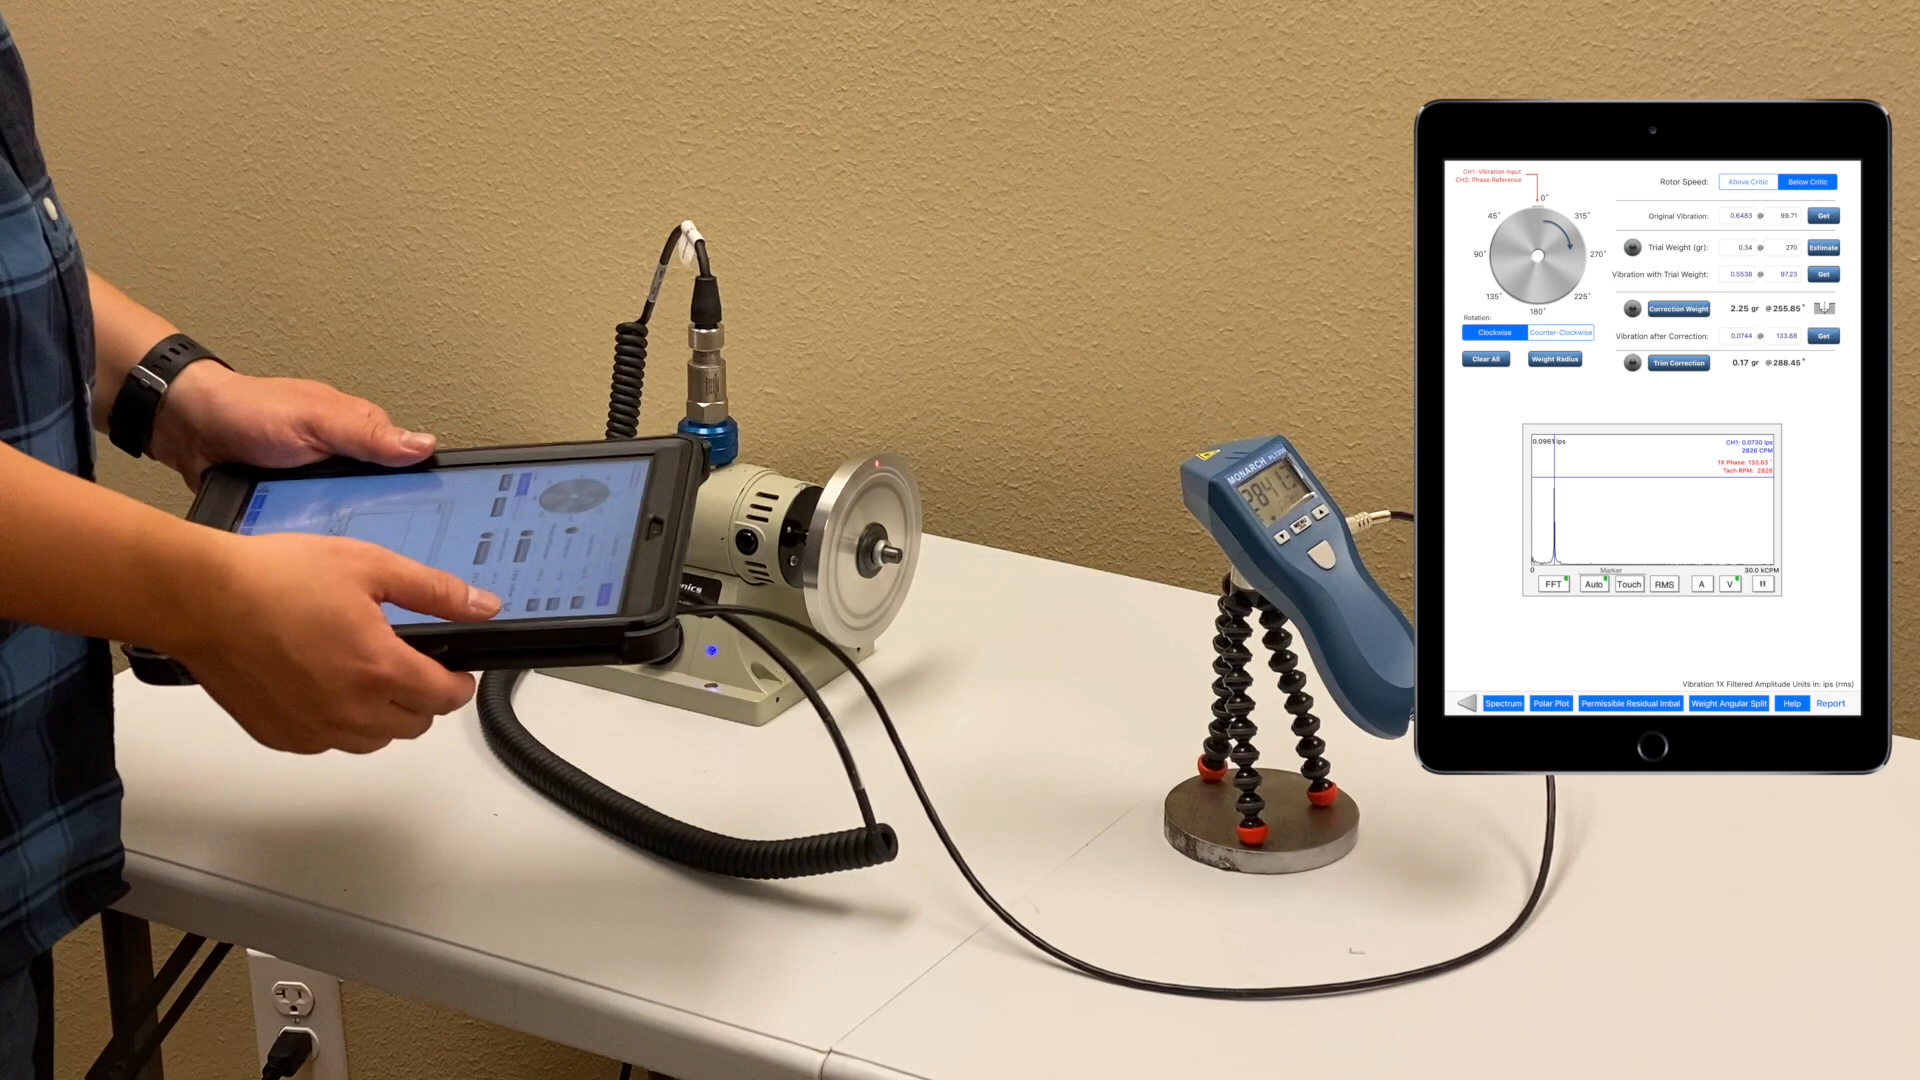 MONARCH PLT200
2841.3
MENU
nics
CH1: Vibration Input
CH2: Phase Reference
0°
45°
315°
90°
270°
135°
225°
180°
Rotation:
Clockwise
Counter-Clockwise
Clear All
Weight Radius
Rotor Speed:
Above Critic
Below Critic
Original Vibration:
0.6483 @ 99.71
Get
Trial Weight (gr):
0.34 @ 270
Estimate
Vibration with Trial Weight:
0.5538 @ 97.23
Get
Correction Weight
2.25 gr @255.85°
Vibration after Correction:
0.0744 @ 133.88
Get
Trim Correction
0.17 gr @288.45°
0.0961 ips
CH1: 0.0730 ips
2826 CPM
1X Phase: 133.63 °
Tach RPM: 2826
0
Marker
30.0 kCPM
FFT
Auto
Touch
RMS
A
V
Vibration 1X Filtered Amplitude Units in: ips (rms)
Spectrum
Polar Plot
Permissible Residual Imbal
Weight Angular Split
Help
Report